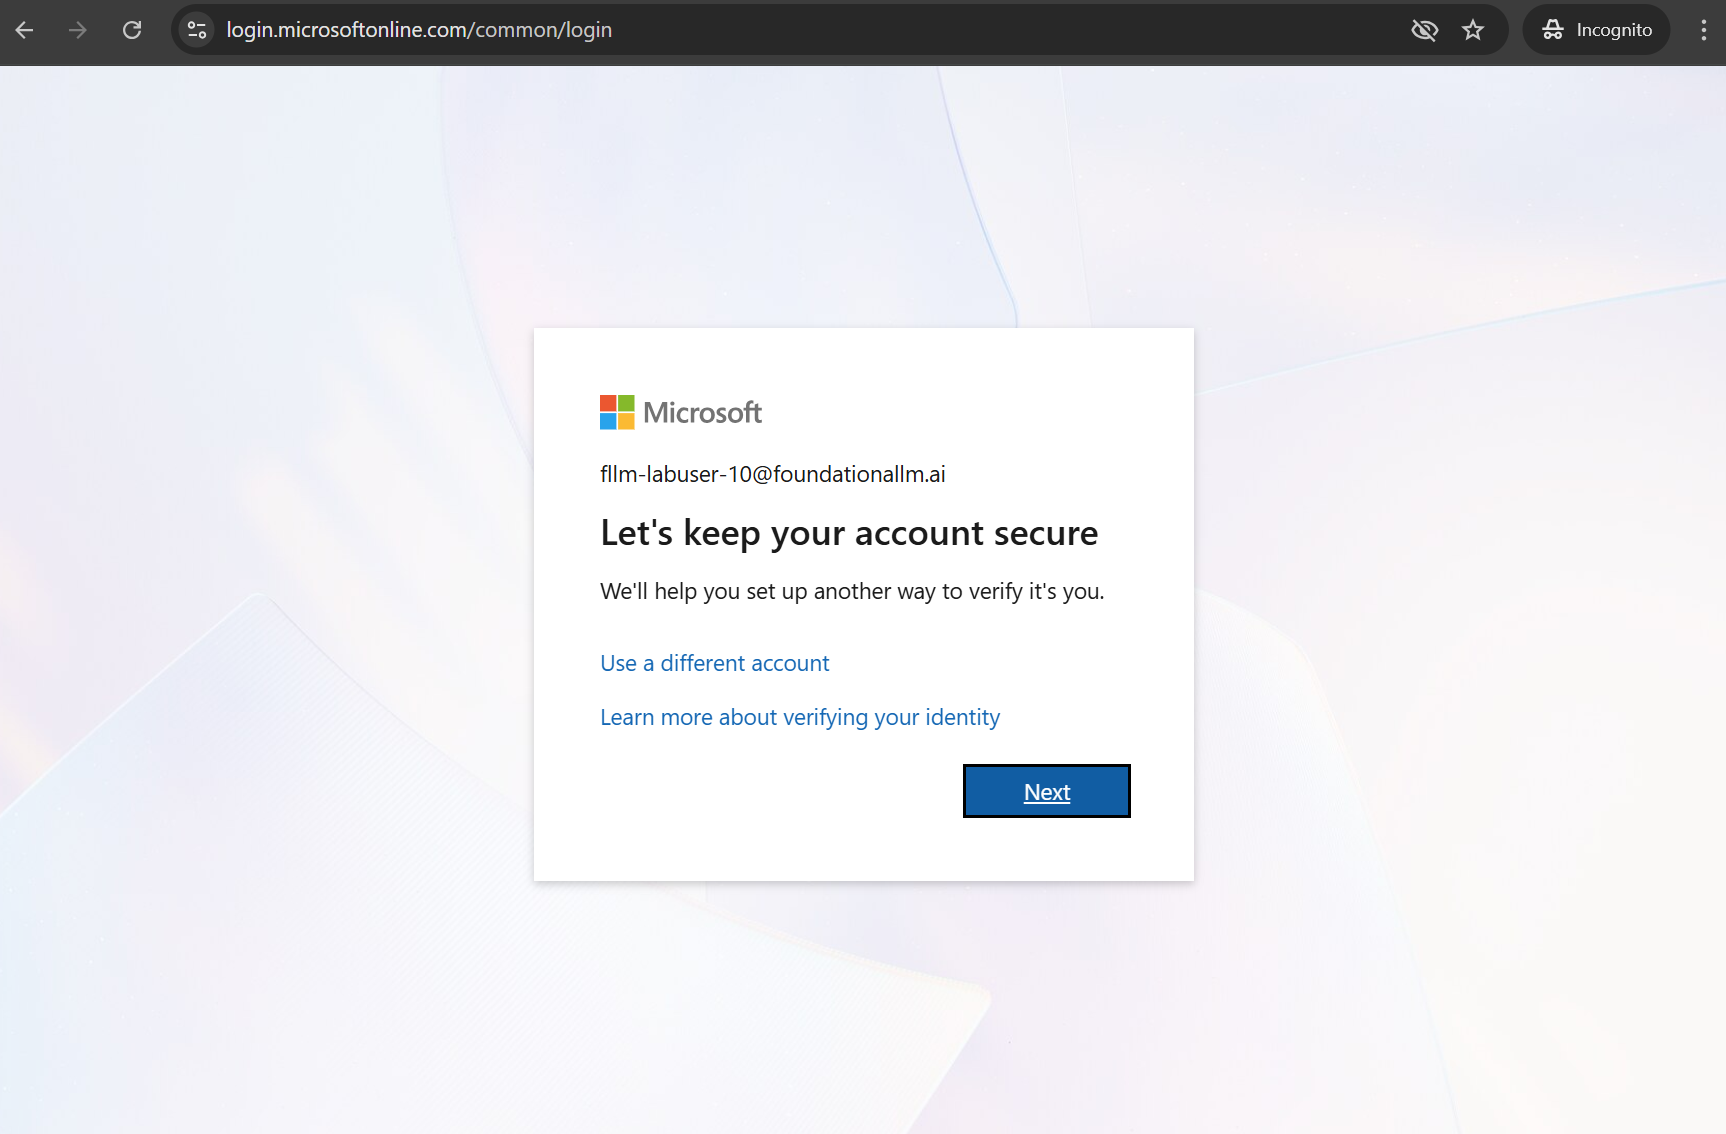 login.microsoftonline.com/common/login
Incognito
Microsoft
fllm-labuser-10@foundationallm.ai
Let's keep your account secure
We'll help you set up another way to verify it's you.
Use a different account
Learn more about verifying your identity
Next